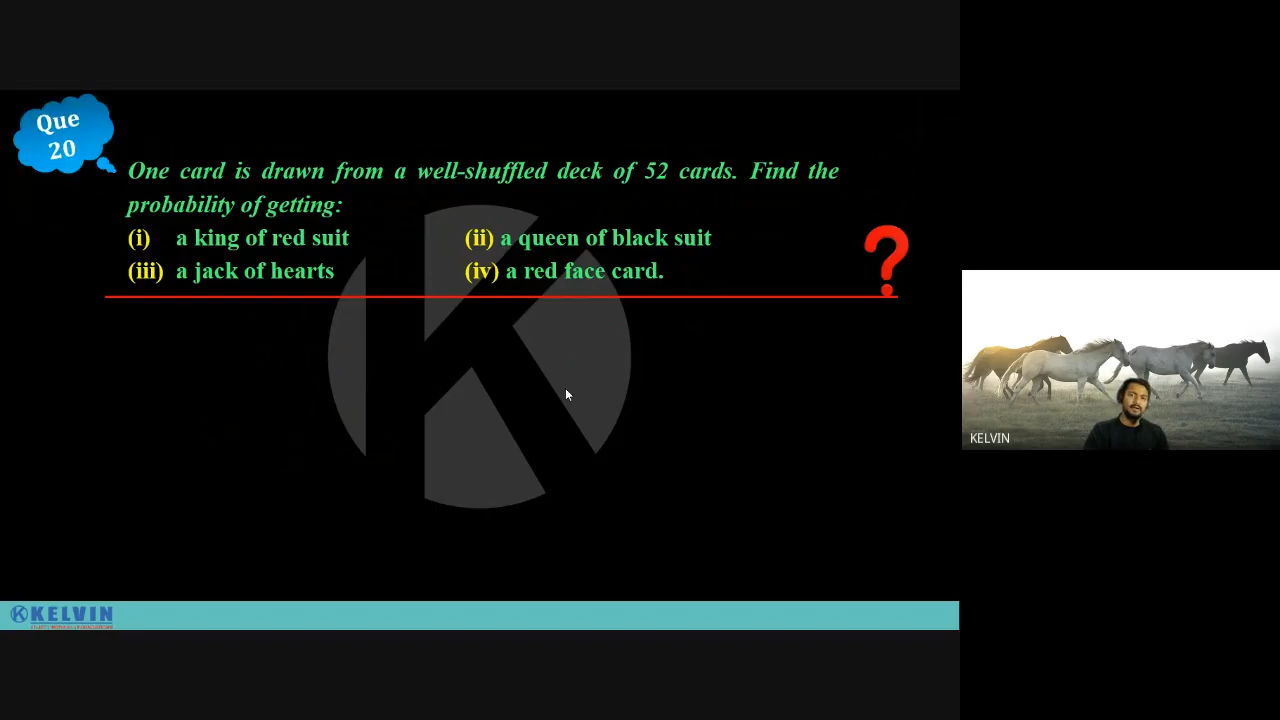 Que
20
One card is drawn from a well-shuffled deck of 52 cards. Find the
probability of getting:
(i) a king of red suit (ii) a queen of black suit
(iii) a jack of hearts (iv) a red face card.
?
KELVIN
KELVIN